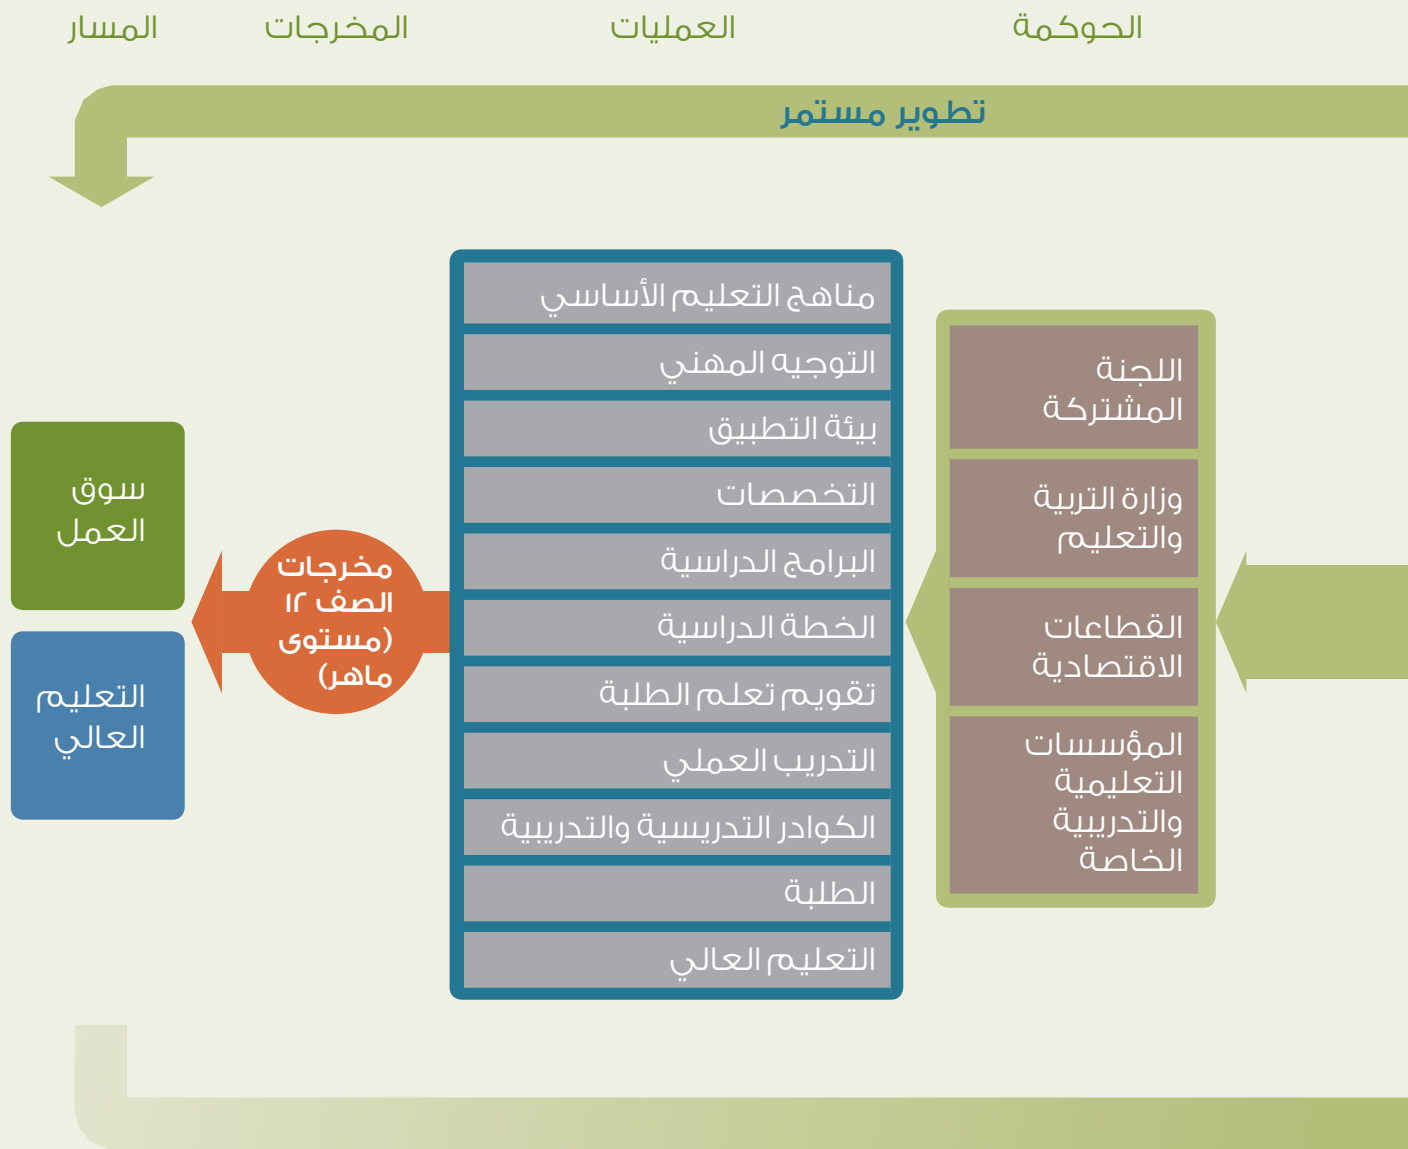 الحوكمة
العمليات
المخرجات
المسار
تطوير مستمر
اللجنة
المشتركة
وزارة التربية
والتعليم
القطاعات
الاقتصادية
المؤسسات
التعليمية
والتدريبية
الخاصة
مناهج التعليم الأساسي
التوجيه المهني
بيئة التطبيق
التخصصات
البرامج الدراسية
الخطة الدراسية
تقويم تعلم الطلبة
التدريب العملي
الكوادر التدريسية والتدريبية
الطلبة
التعليم العالي
مخرجات
الصف ١٢
(مستوى
ماهر)
سوق
العمل
التعليم
العالي